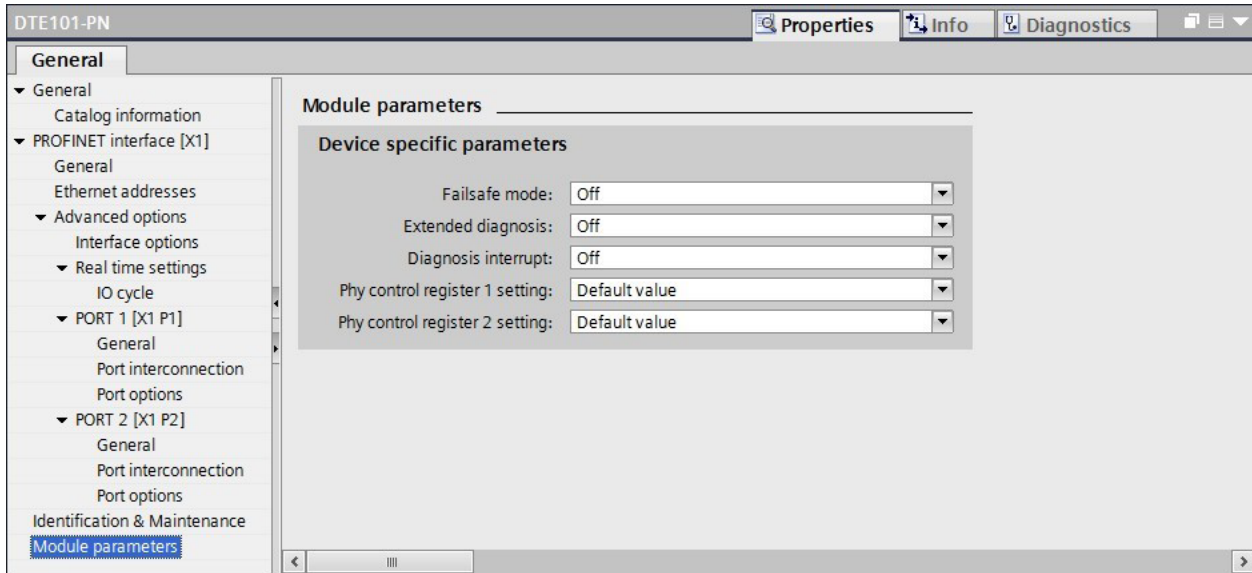 DTE101-PN
Properties
Info
Diagnostics
General
General
Catalog information
PROFINET interface [X1]
General
Ethernet addresses
Advanced options
Interface options
Real time settings
IO cycle
PORT 1 [X1 P1]
General
Port interconnection
Port options
PORT 2 [X1 P2]
General
Port interconnection
Port options
Identification & Maintenance
Module parameters
Module parameters
Device specific parameters
Failsafe mode: Off
Extended diagnosis: Off
Diagnosis interrupt: Off
Phy control register 1 setting: Default value
Phy control register 2 setting: Default value